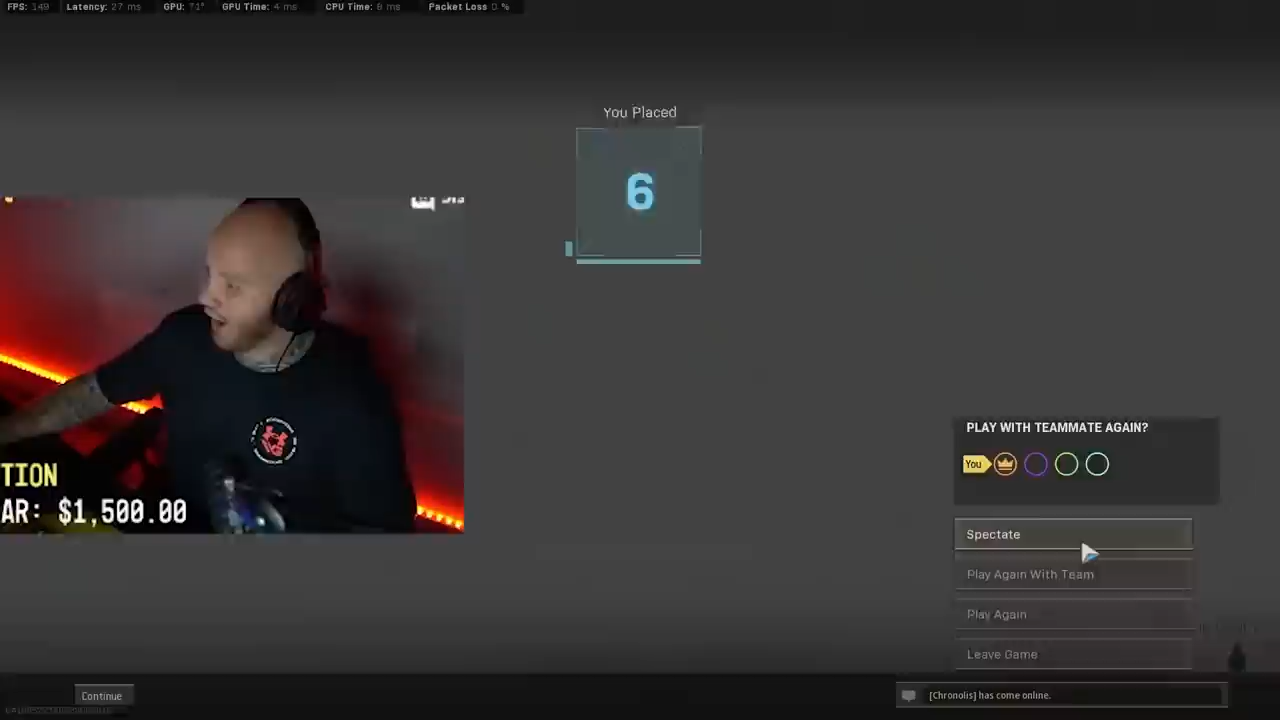 FPS: 149 Latency: 27 ms GPU: 71° GPU Time: 4 ms CPU Time: 8 ms Packet Loss 0 %
You Placed
6
TION
AR: $1,500.00
PLAY WITH TEAMMATE AGAIN?
You
Spectate
Play Again With Team
Play Again
Leave Game
Continue
[Chronolis] has come online.